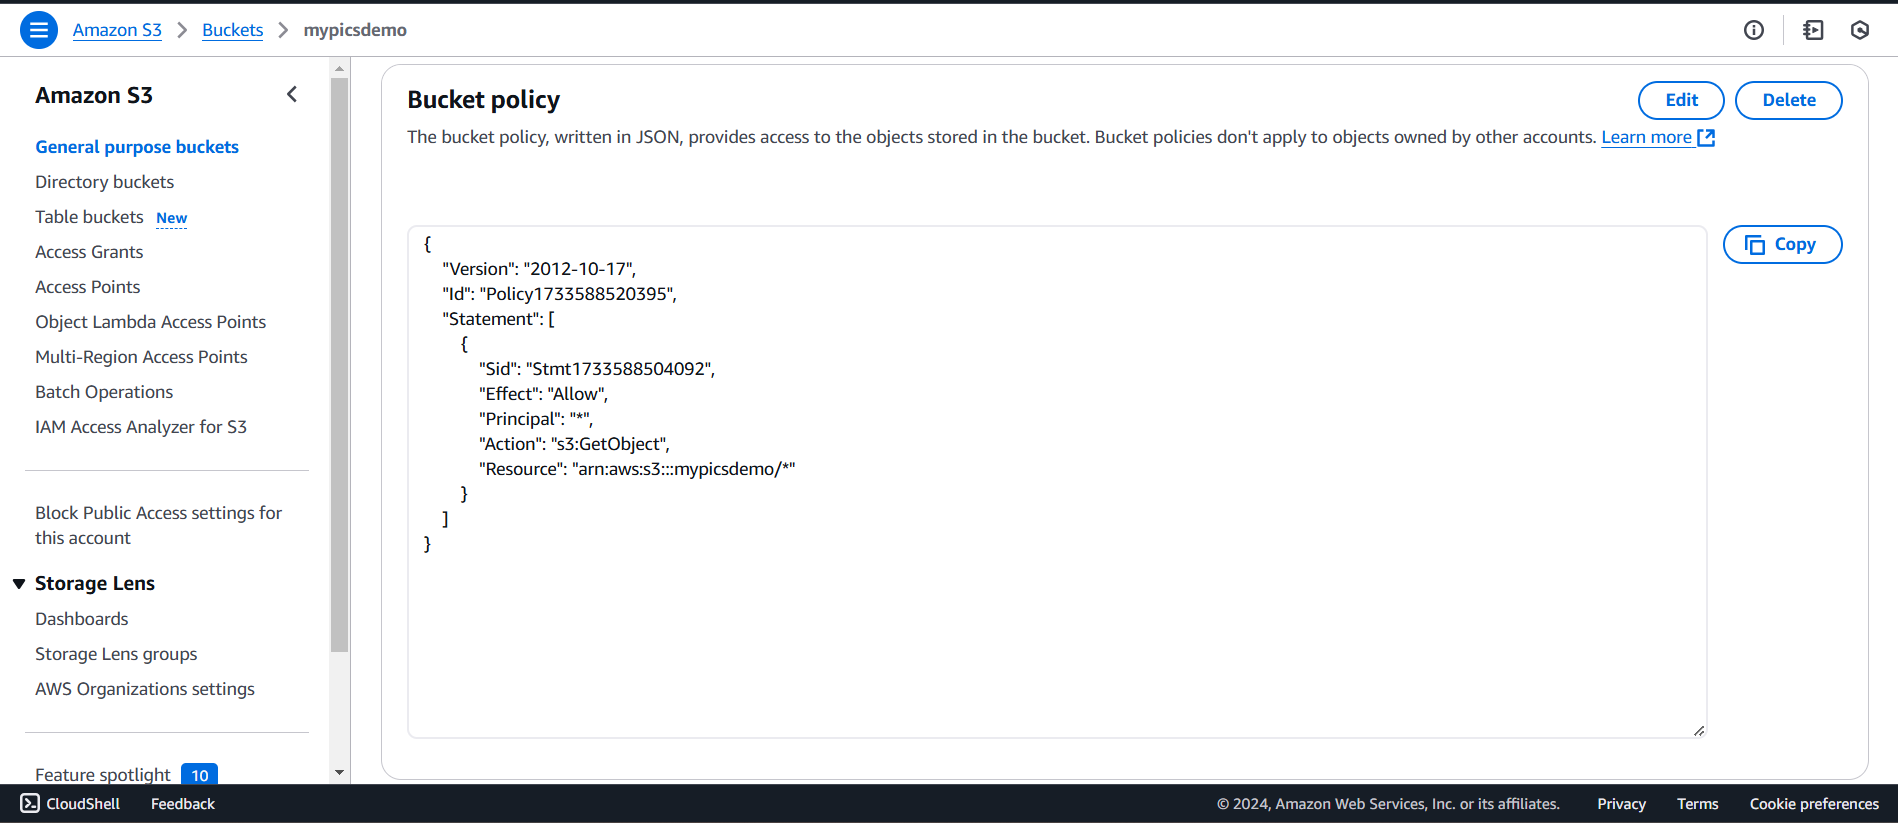 Amazon S3 > Buckets > mypicsdemo
Amazon S3
General purpose buckets
Directory buckets
Table buckets New
Access Grants
Access Points
Object Lambda Access Points
Multi-Region Access Points
Batch Operations
IAM Access Analyzer for S3
Block Public Access settings for
this account
Storage Lens
Dashboards
Storage Lens groups
AWS Organizations settings
Feature spotlight 10
Bucket policy
Edit
Delete
The bucket policy, written in JSON, provides access to the objects stored in the bucket. Bucket policies don't apply to objects owned by other accounts. Learn more
Copy
{
"Version": "2012-10-17",
"Id": "Policy1733588520395",
"Statement": [
{
"Sid": "Stmt1733588504092",
"Effect": "Allow",
"Principal": "*",
"Action": "s3:GetObject",
"Resource": "arn:aws:s3:::mypicsdemo/*"
}
]
}
CloudShell Feedback
© 2024, Amazon Web Services, Inc. or its affiliates. Privacy Terms Cookie preferences